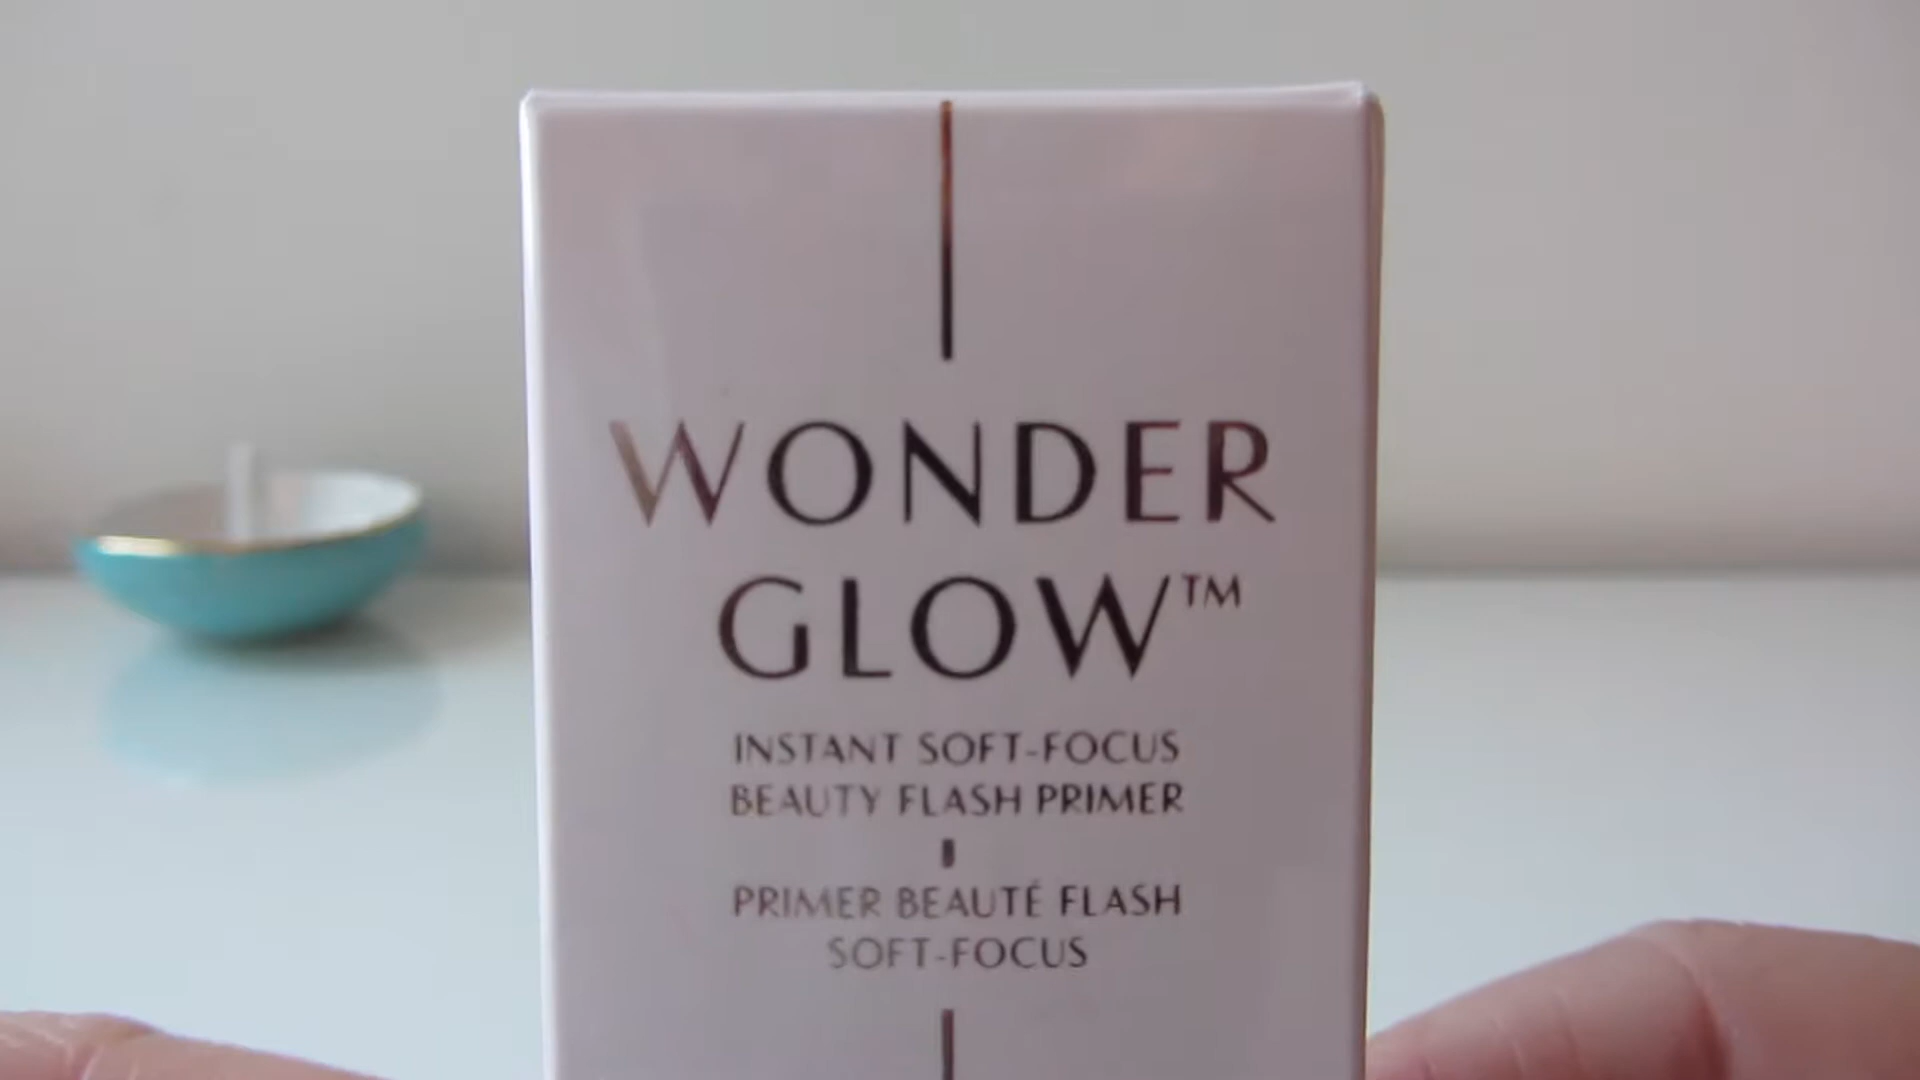 WONDER
GLOW™
INSTANT SOFT-FOCUS
BEAUTY FLASH PRIMER
PRIMER BEAUTÉ FLASH
SOFT-FOCUS